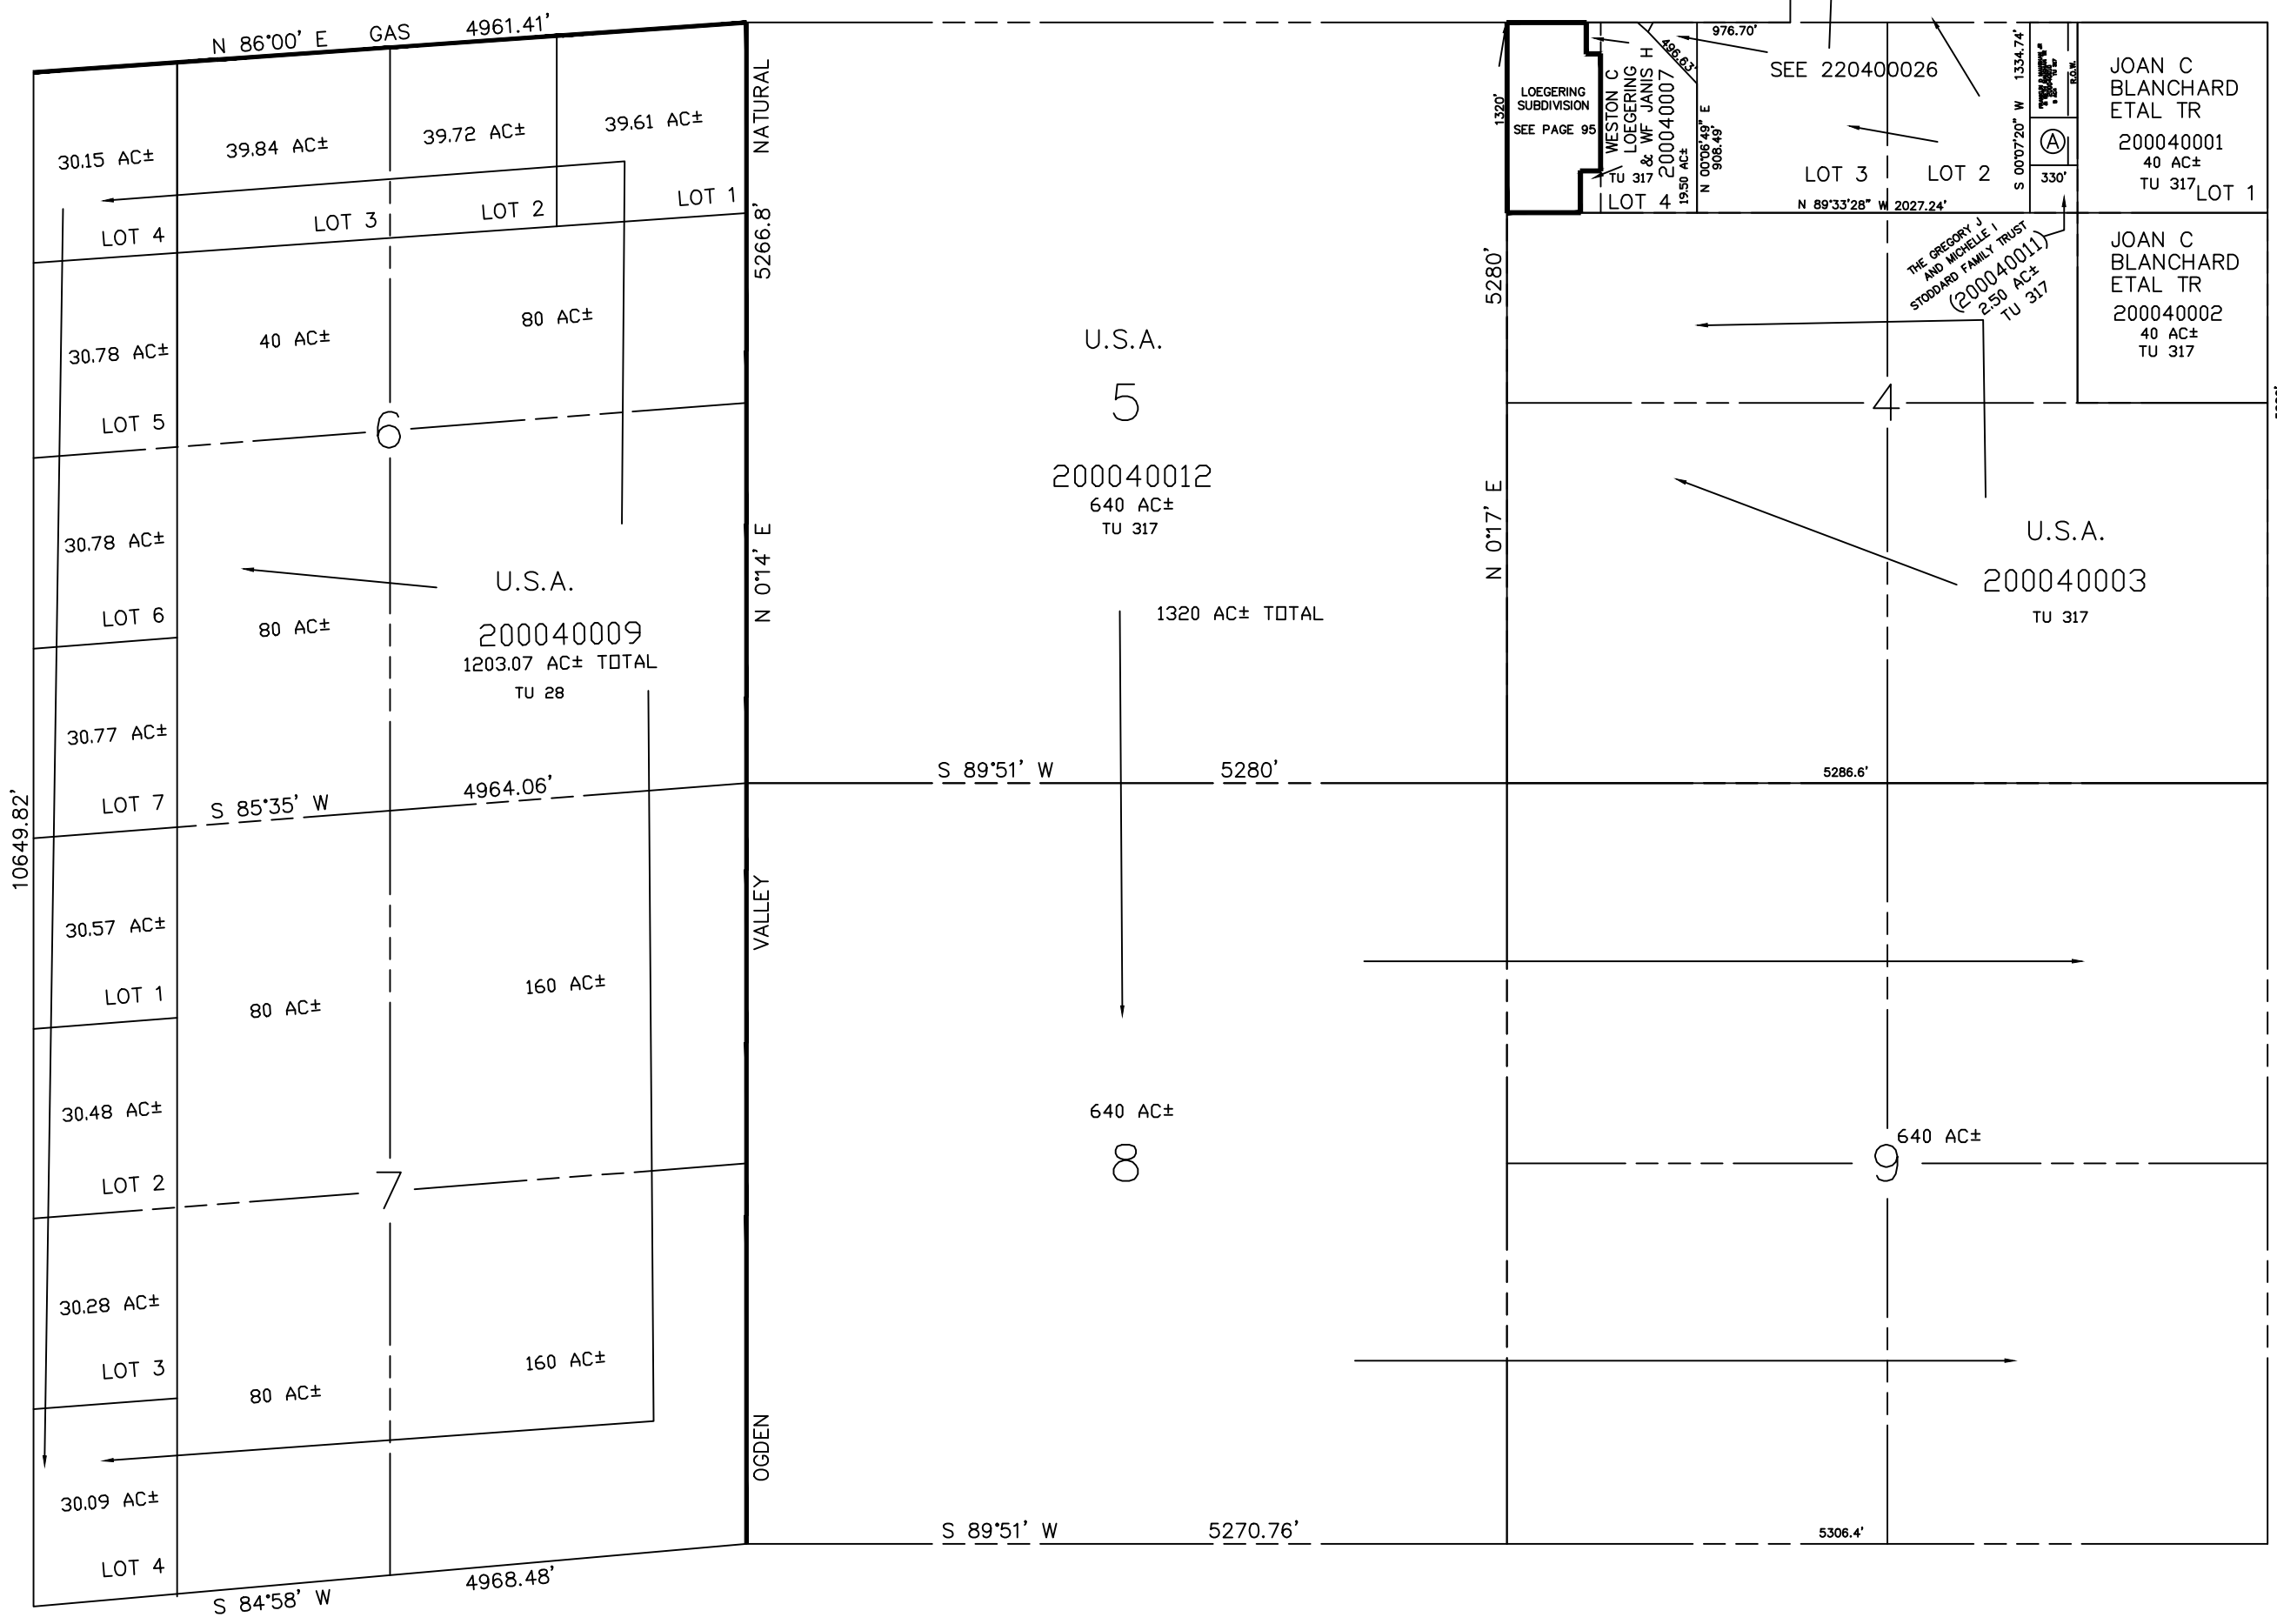 N 86°00' E GAS 4961.41'
30.15 AC±
39.84 AC±
39.72 AC±
39.61 AC±
LOT 4
LOT 3
LOT 2
LOT 1
30.78 AC±
40 AC±
80 AC±
LOT 5
6
30.78 AC±
80 AC±
LOT 6
U.S.A.
200040009
1203.07 AC± TOTAL
TU 28
30.77 AC±
LOT 7
S 85°35' W 4964.06'
10649.82'
30.57 AC±
80 AC±
160 AC±
LOT 1
30.48 AC±
LOT 2
7
30.28 AC±
80 AC±
160 AC±
LOT 3
30.09 AC±
LOT 4
S 84°58' W 4968.48'
NATURAL
5266.8'
N 0°14' E
VALLEY
OGDEN
U.S.A.
5
200040012
640 AC±
TU 317
1320 AC± TOTAL
S 89°51' W 5280'
640 AC±
8
S 89°51' W 5270.76'
1320'
5280'
N 0°17' E
LOEGERING
SUBDIVISION
SEE PAGE 95
WESTON C
LOEGERING
& WF JANIS H
200040007
19.50 AC±
TU 317
LOT 4
496.63'
976.70'
N 00°06'49" E
908.49'
SEE 220400026
LOT 3
LOT 2
N 89°33'28" W 2027.24'
S 00°07'20" W 1334.74'
R.O.W.
A
330'
THE GREGORY J
AND MICHELLE I
STODDARD FAMILY TRUST
(200040011)
2.50 AC±
TU 317
JOAN C
BLANCHARD
ETAL TR
200040001
40 AC±
TU 317
LOT 1
JOAN C
BLANCHARD
ETAL TR
200040002
40 AC±
TU 317
4
U.S.A.
200040003
TU 317
5286.6'
640 AC±
9
5306.4'